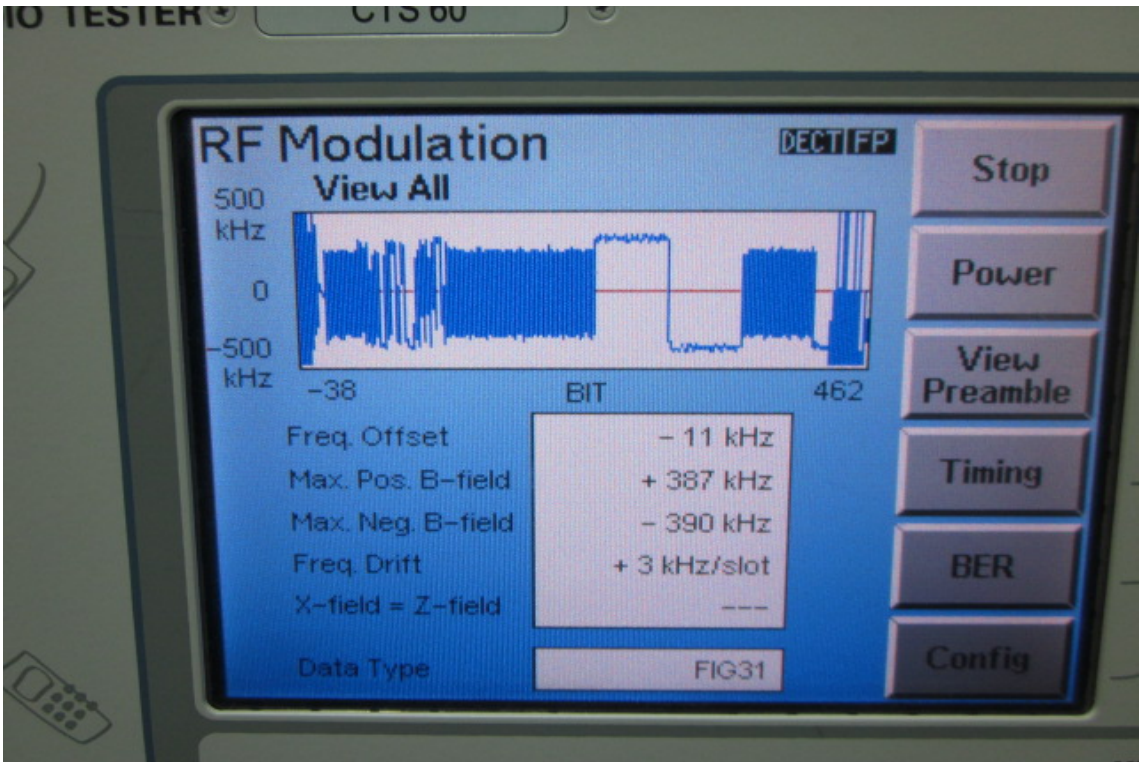 IO TESTER
CTS 60
RF Modulation
DECT FP
View All
500
kHz
0
-500
kHz
-38
BIT
462
Freq. Offset - 11 kHz
Max. Pos. B-field + 387 kHz
Max. Neg. B-field - 390 kHz
Freq. Drift + 3 kHz/slot
X-field = Z-field ---
Data Type FIG31
Stop
Power
View
Preamble
Timing
BER
Config